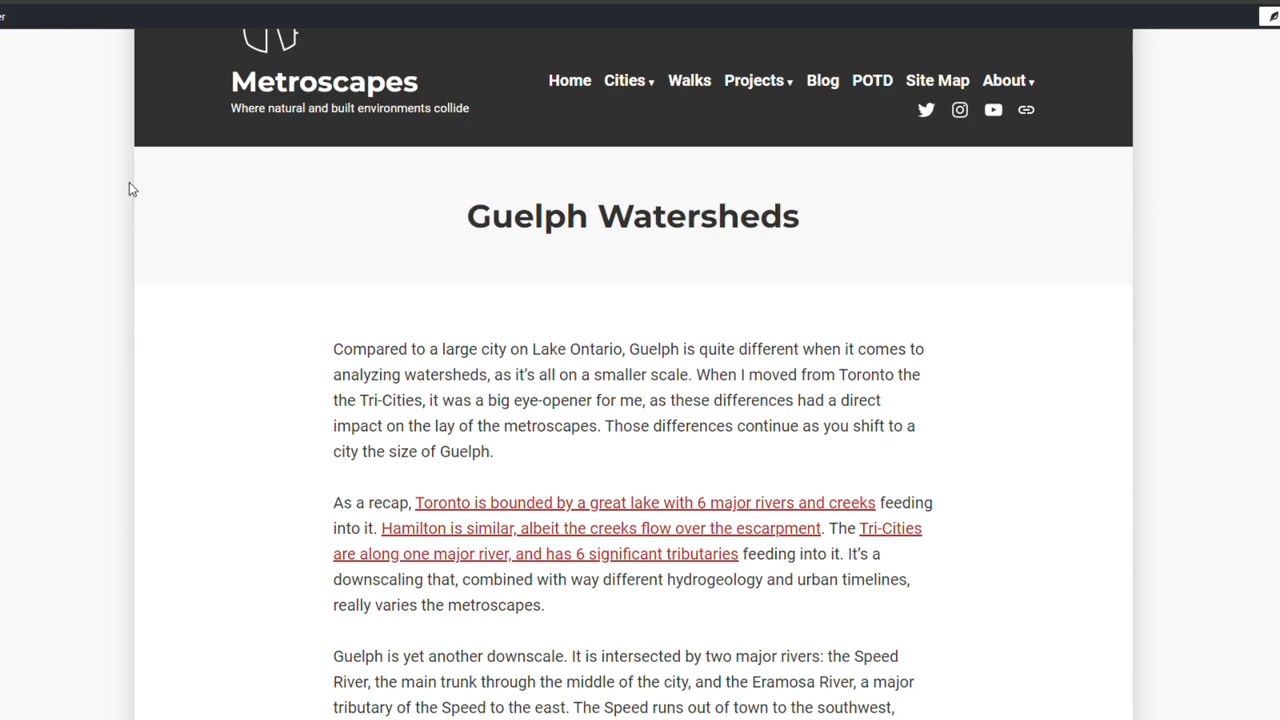 er
Metroscapes
Where natural and built environments collide
Home Cities Walks Projects Blog POTD Site Map About
Guelph Watersheds
Compared to a large city on Lake Ontario, Guelph is quite different when it comes to
analyzing watersheds, as it's all on a smaller scale. When I moved from Toronto the
the Tri-Cities, it was a big eye-opener for me, as these differences had a direct
impact on the lay of the metroscapes. Those differences continue as you shift to a
city the size of Guelph.
As a recap, Toronto is bounded by a great lake with 6 major rivers and creeks feeding
into it. Hamilton is similar, albeit the creeks flow over the escarpment. The Tri-Cities
are along one major river, and has 6 significant tributaries feeding into it. It's a
downscaling that, combined with way different hydrogeology and urban timelines,
really varies the metroscapes.
Guelph is yet another downscale. It is intersected by two major rivers: the Speed
River, the main trunk through the middle of the city, and the Eramosa River, a major
tributary of the Speed to the east. The Speed runs out of town to the southwest,